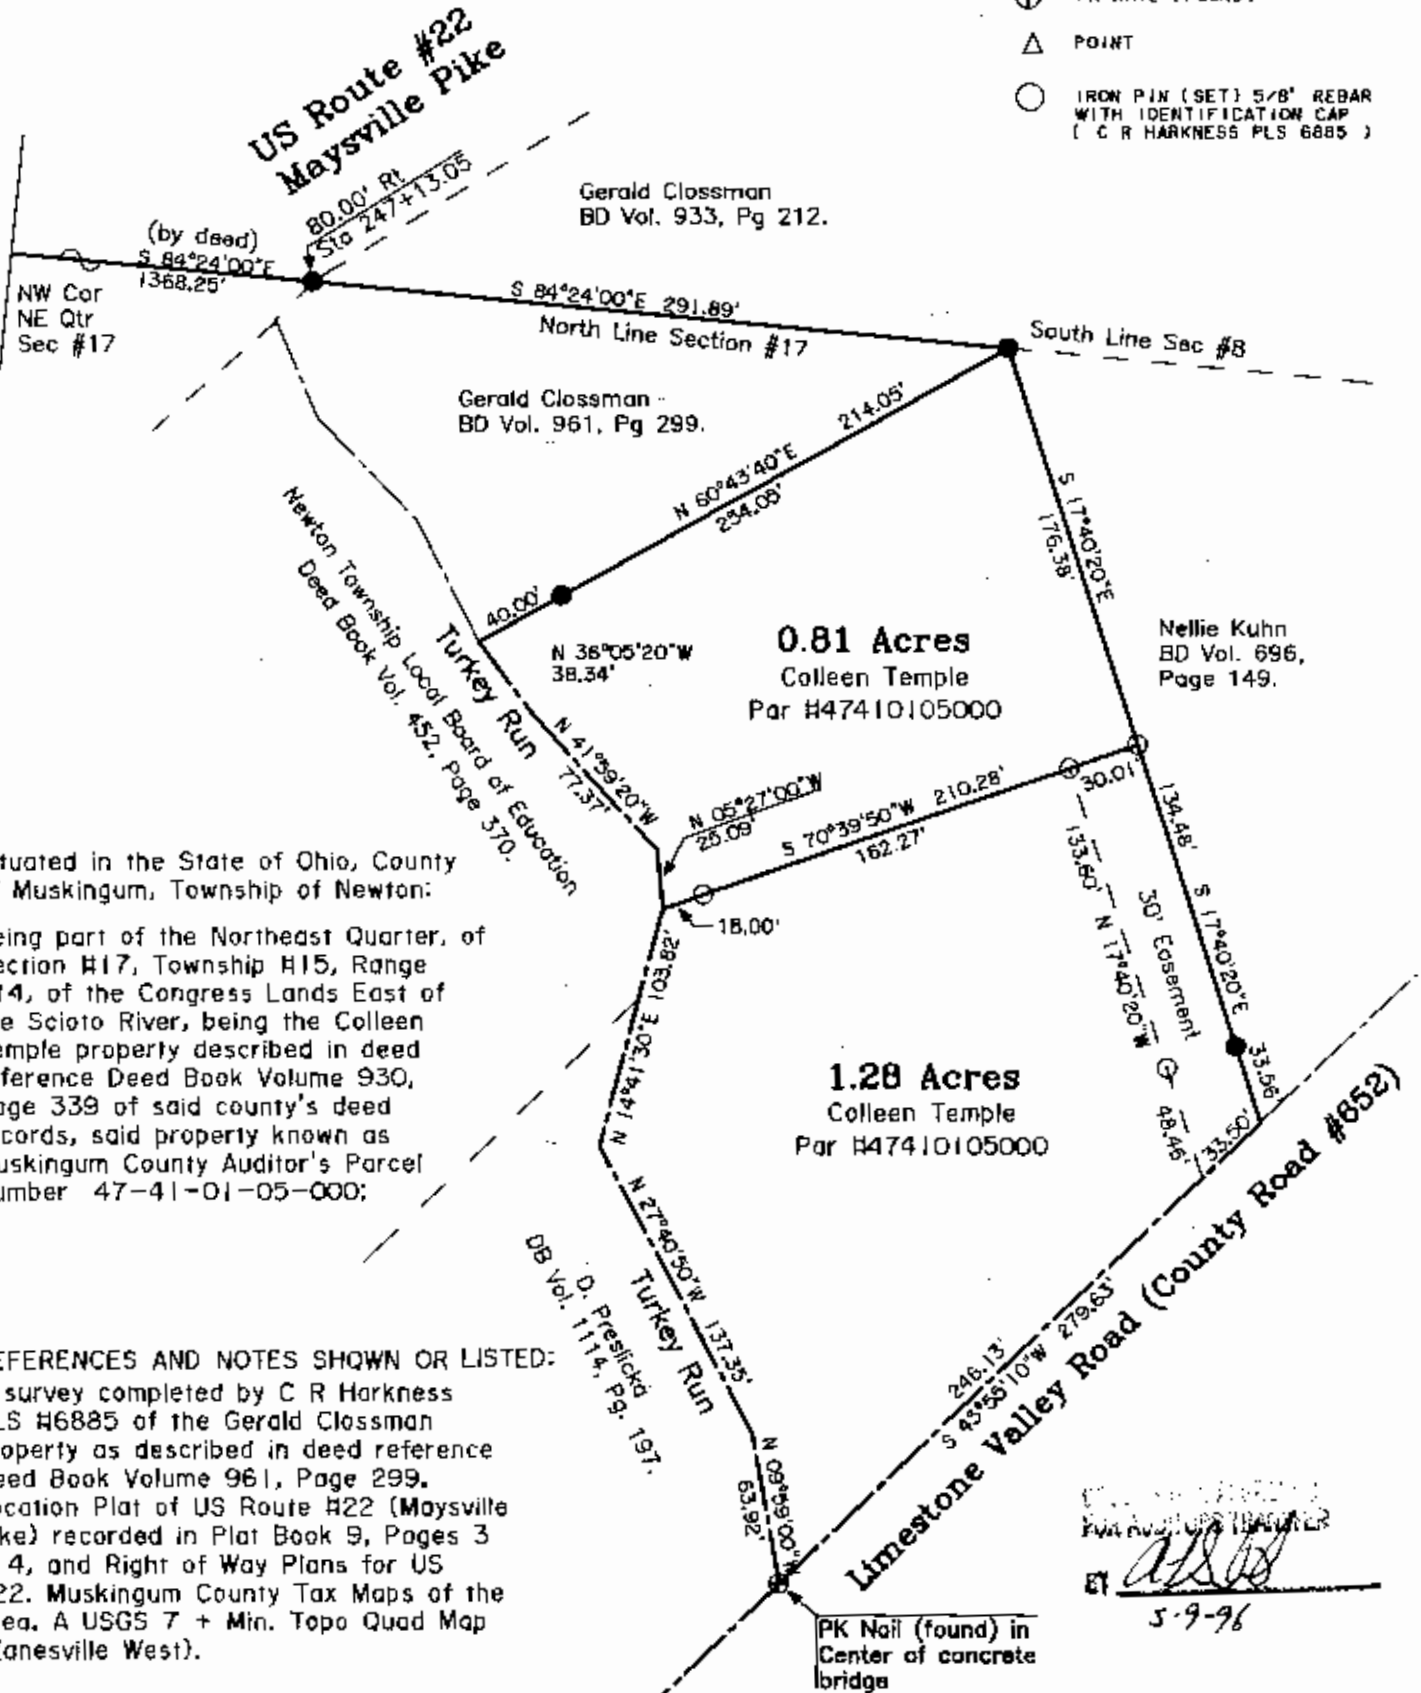 POINT
IRON PIN (SET) 5/8" REBAR
WITH IDENTIFICATION CAP
( C R HARKNESS PLS 6885 )
US Route #22
Maysville Pike
80.00' Rt
Sta 247+13.05
Gerald Clossman
BD Vol. 933, Pg 212.
(by deed)
S 84°24'00"E
1368.25'
NW Cor
NE Qtr
Sec #17
S 84°24'00"E 291.89'
North Line Section #17
South Line Sec #8
Gerald Clossman
BD Vol. 961, Pg 299.
214.05'
N 60°43'40"E
254.05'
40.00'
S 17°40'20"E
176.38'
Newton Township Local Board of Education
Deed Book Vol. 452, Page 370.
Turkey Run
N 36°05'20"W
38.34'
0.81 Acres
Colleen Temple
Par #47410105000
Nellie Kuhn
BD Vol. 696,
Page 149.
N 41°59'20"W
77.37'
N 05°27'00"W
25.09'
S 70°39'50"W 210.28'
162.27'
30.01'
18.00'
134.48' S 17°40'20"E
133.60' N 17°40'20"W
30' Easement
33.56'
48.46'
33.50'
tuated in the State of Ohio, County
Muskingum, Township of Newton:
eing part of the Northeast Quarter, of
ection #17, Township #15, Range
14, of the Congress Lands East of
e Scioto River, being the Colleen
emple property described in deed
ference Deed Book Volume 930,
age 339 of said county's deed
cords, said property known as
uskingum County Auditor's Parcel
umber 47-41-01-05-000;
N 14°41'30"E 103.82'
1.28 Acres
Colleen Temple
Par #47410105000
N 27°40'50"W 137.35'
Turkey Run
D. Preslicka
DB Vol. 1114, Pg. 197.
N 09°59'00"W
63.92'
246.13'
S 43°55'10"W 279.63'
Limestone Valley Road (County Road #652)
EFERENCES AND NOTES SHOWN OR LISTED:
survey completed by C R Harkness
LS #6885 of the Gerald Clossman
operty as described in deed reference
eed Book Volume 961, Page 299.
ocation Plat of US Route #22 (Maysville
ke) recorded in Plat Book 9, Pages 3
4, and Right of Way Plans for US
22. Muskingum County Tax Maps of the
ea. A USGS 7 + Min. Topo Quad Map
anesville West).
PK Nail (found) in
Center of concrete
bridge
FOR AUDITORS TRANSFER
BY
5-9-96